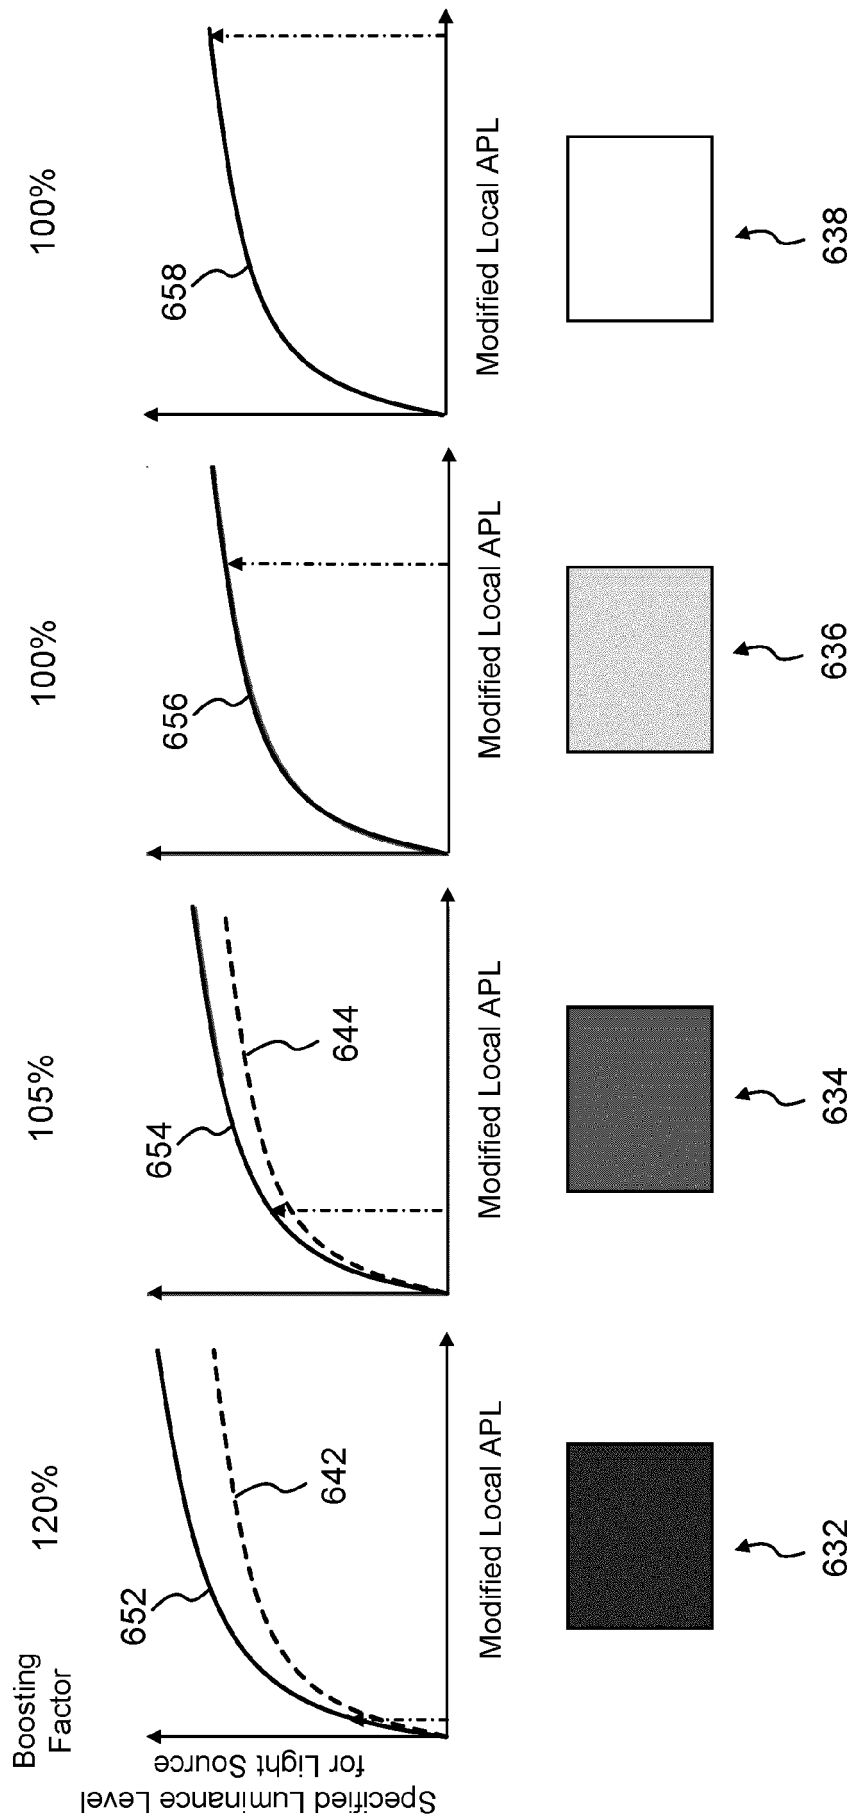 Boosting
Factor
120%
105%
100%
100%
Specified Luminance Level
for Light Source
652
642
654
644
656
658
Modified Local APL
Modified Local APL
Modified Local APL
Modified Local APL
632
634
636
638